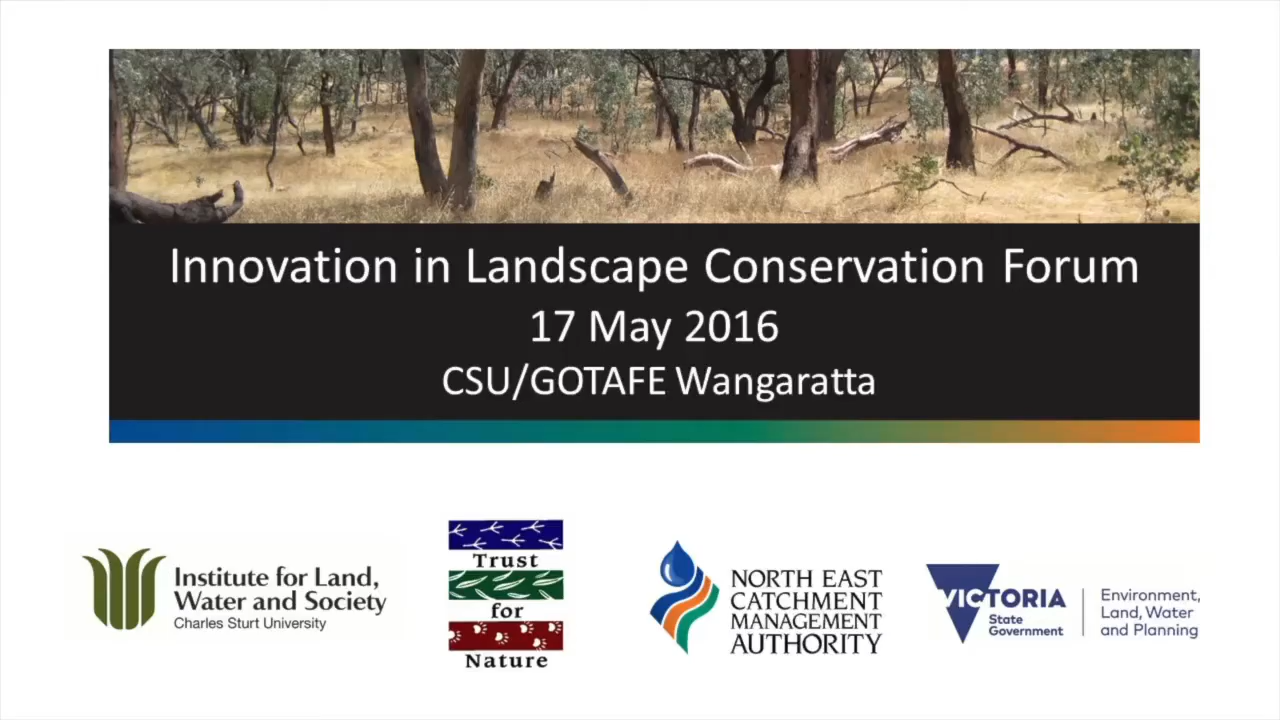 Innovation in Landscape Conservation Forum
17 May 2016
CSU/GOTAFE Wangaratta
Institute for Land,
Water and Society
Charles Sturt University
Trust
for
Nature
NORTH EAST
CATCHMENT
MANAGEMENT
AUTHORITY
VICTORIA
State
Government
Environment,
Land, Water
and Planning